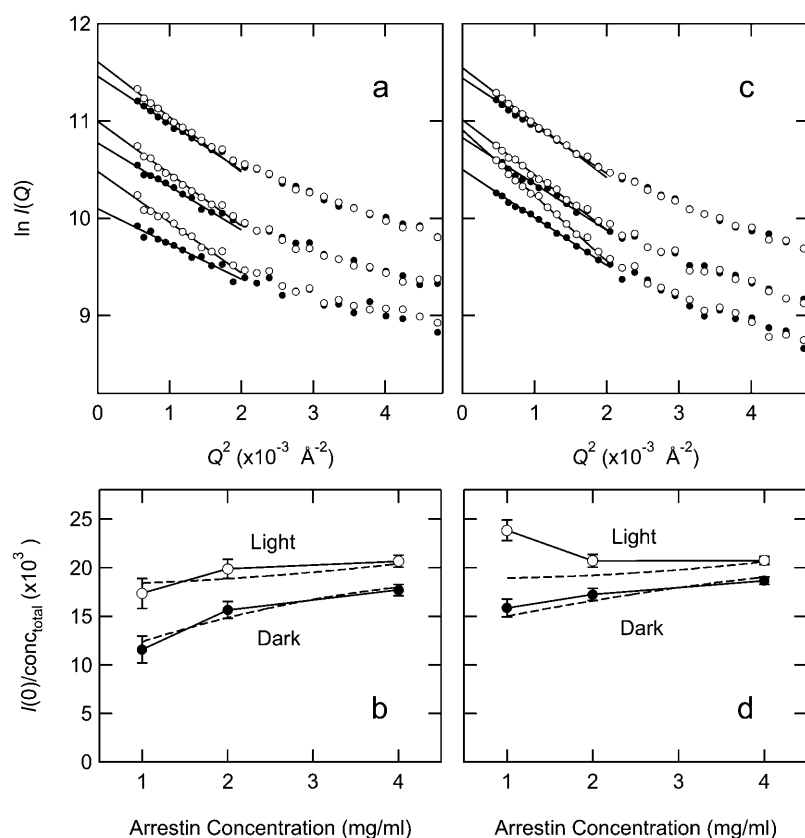 12
11
10
9
ln I(Q)
a
c
0
1
2
3
4
0
1
2
3
4
Q² (x10⁻³ Å⁻²)
Q² (x10⁻³ Å⁻²)
25
20
15
10
5
0
I(0)/conc_total (x10³)
Light
Dark
b
Light
Dark
d
1
2
3
4
1
2
3
4
Arrestin Concentration (mg/ml)
Arrestin Concentration (mg/ml)